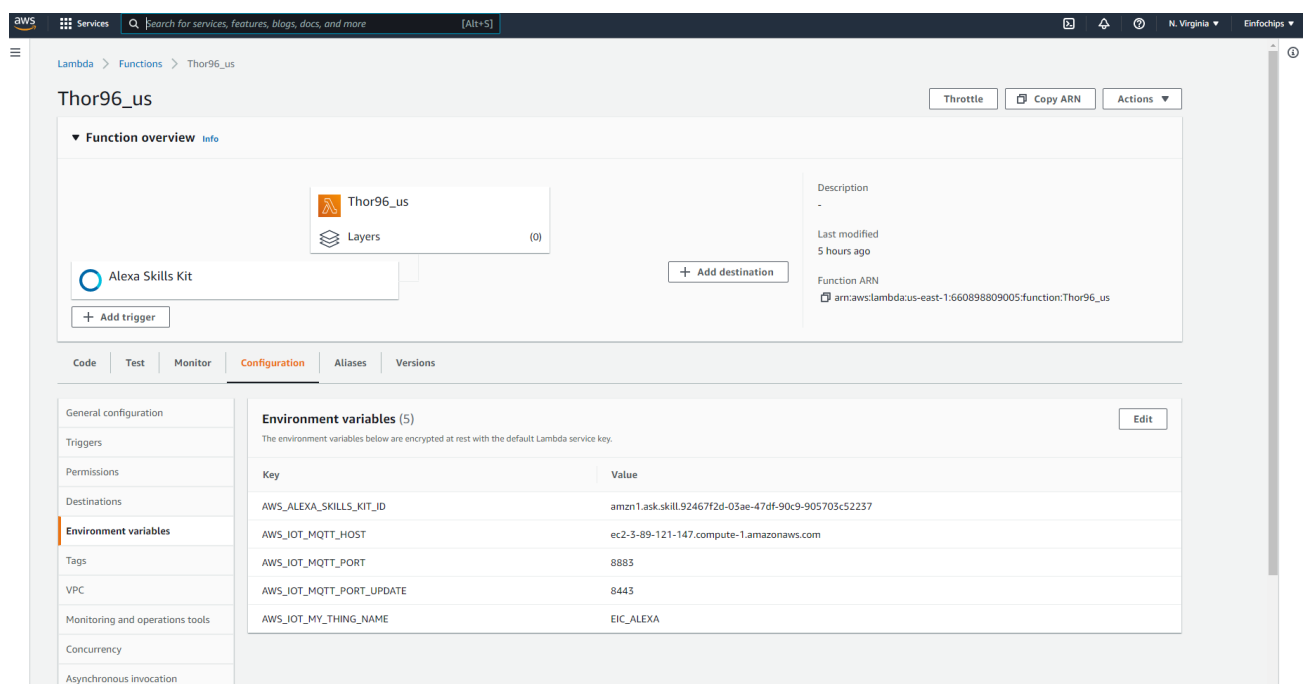 aws Services Search for services, features, blogs, docs, and more [Alt+S] N. Virginia ▼ Einfochips ▼
Lambda > Functions > Thor96_us
Thor96_us
Throttle Copy ARN Actions ▼
▼ Function overview Info
Thor96_us
Layers (0)
Alexa Skills Kit
+ Add trigger
+ Add destination
Description
-
Last modified
5 hours ago
Function ARN
arn:aws:lambda:us-east-1:660898809005:function:Thor96_us
Code Test Monitor Configuration Aliases Versions
General configuration
Triggers
Permissions
Destinations
Environment variables
Tags
VPC
Monitoring and operations tools
Concurrency
Asynchronous invocation
Environment variables (5)
Edit
The environment variables below are encrypted at rest with the default Lambda service key.
Key Value
AWS_ALEXA_SKILLS_KIT_ID amzn1.ask.skill.92467f2d-03ae-47df-90c9-905703c52237
AWS_IOT_MQTT_HOST ec2-3-89-121-147.compute-1.amazonaws.com
AWS_IOT_MQTT_PORT 8883
AWS_IOT_MQTT_PORT_UPDATE 8443
AWS_IOT_MY_THING_NAME EIC_ALEXA